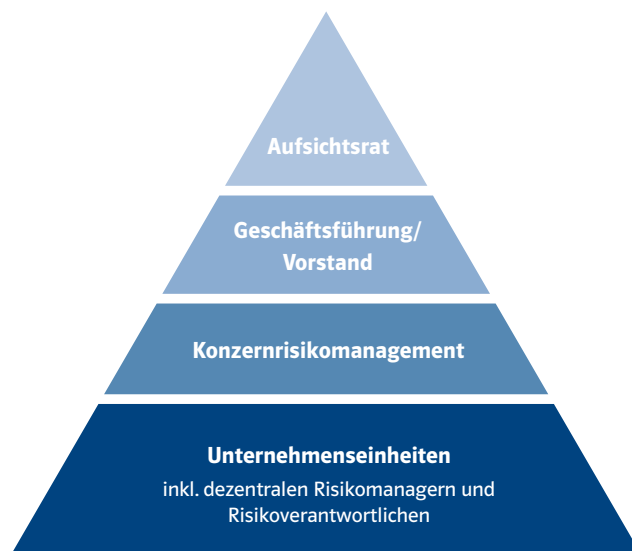 Aufsichtsrat
Geschäftsführung/
Vorstand
Konzernrisikomanagement
Unternehmenseinheiten
inkl. dezentralen Risikomanagern und
Risikoverantwortlichen